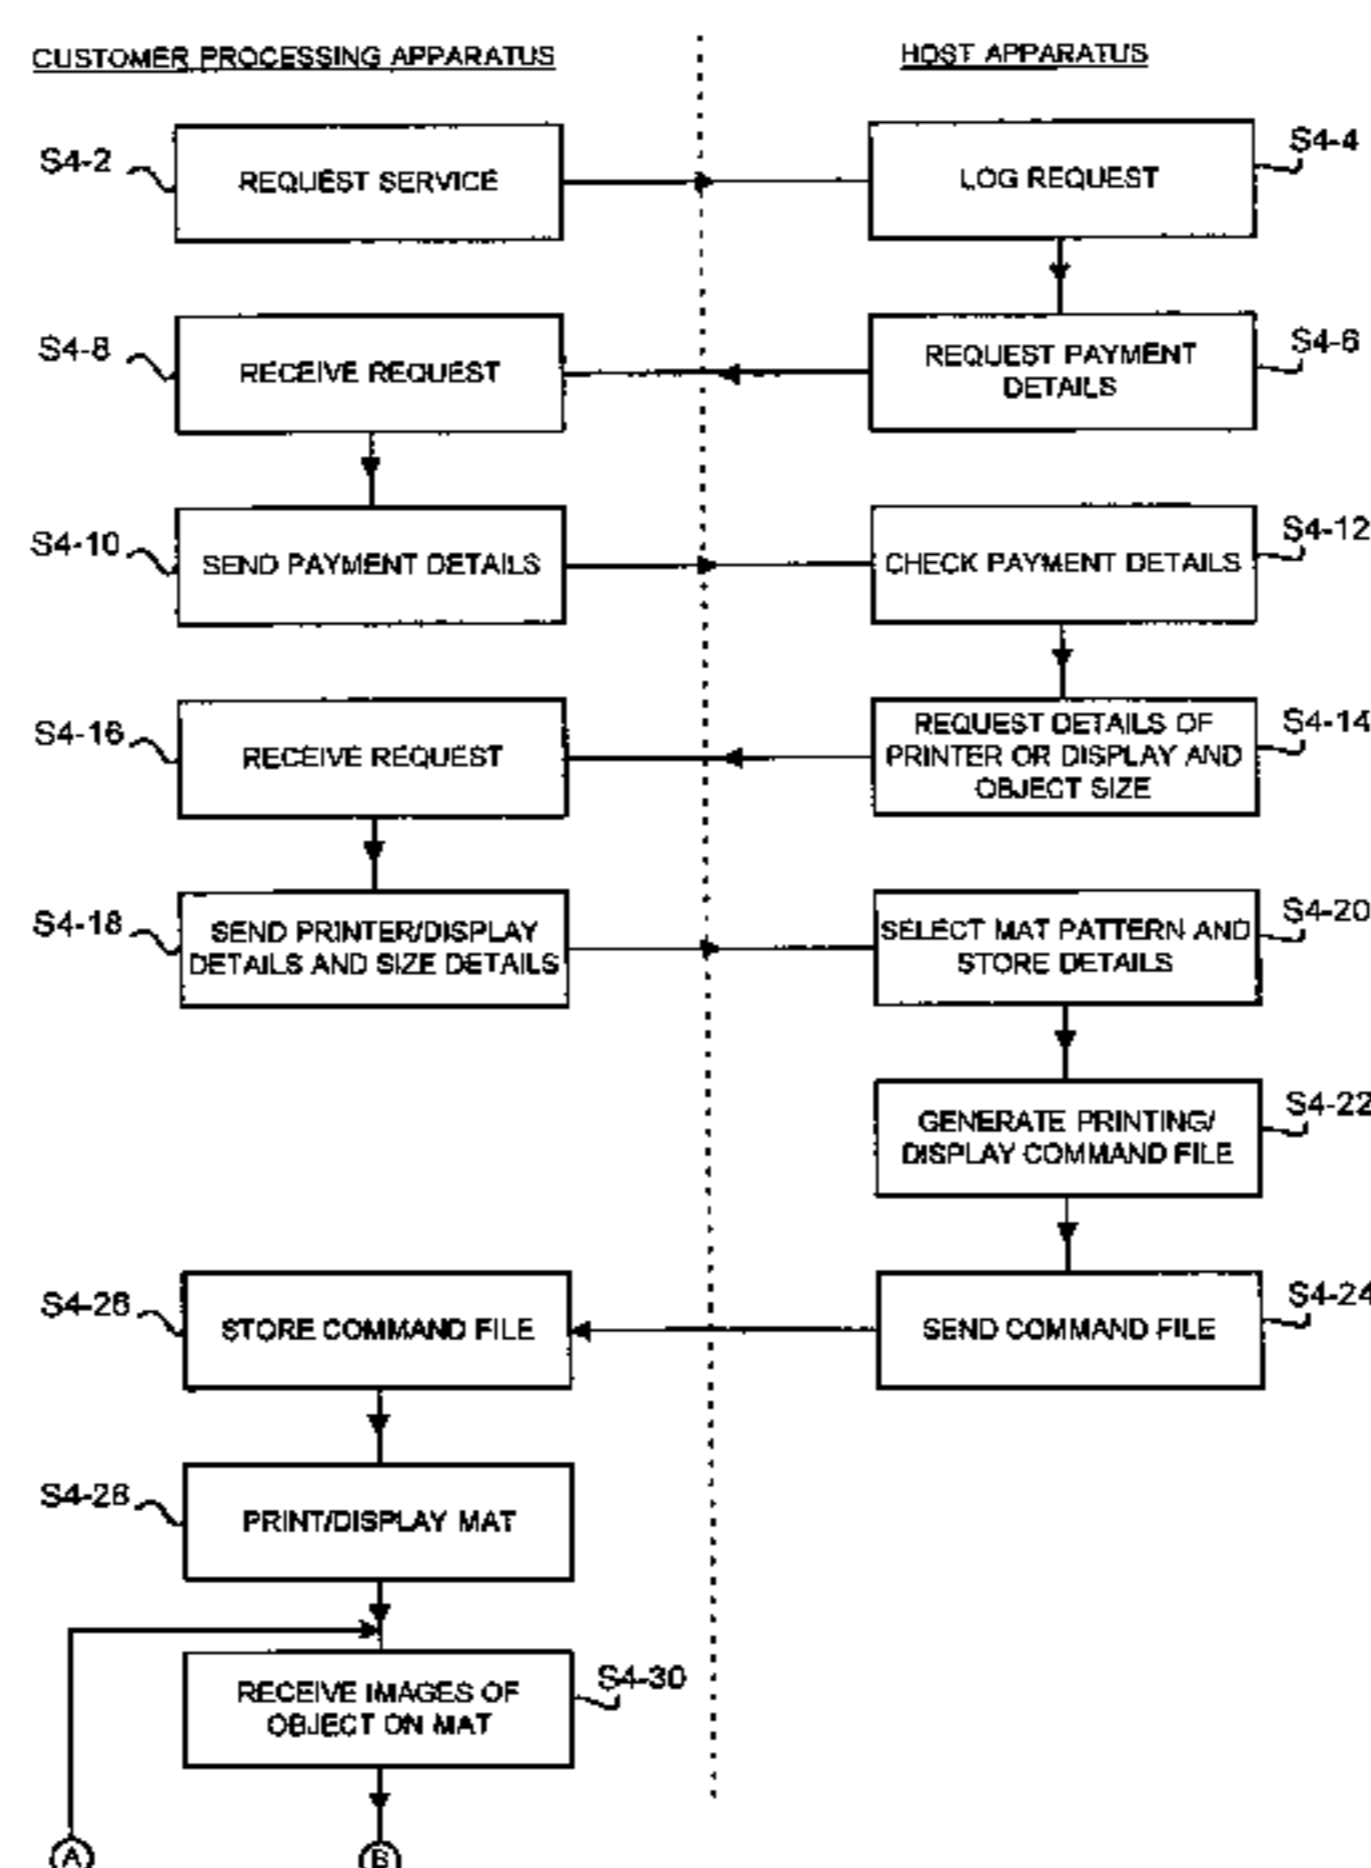 CUSTOMER PROCESSING APPARATUS
HOST APPARATUS
S4-2
REQUEST SERVICE
LOG REQUEST
S4-4
S4-8
RECEIVE REQUEST
REQUEST PAYMENT
DETAILS
S4-6
S4-10
SEND PAYMENT DETAILS
CHECK PAYMENT DETAILS
S4-12
S4-16
RECEIVE REQUEST
REQUEST DETAILS OF
PRINTER OR DISPLAY AND
OBJECT SIZE
S4-14
S4-18
SEND PRINTER/DISPLAY
DETAILS AND SIZE DETAILS
SELECT MAT PATTERN AND
STORE DETAILS
S4-20
GENERATE PRINTING/
DISPLAY COMMAND FILE
S4-22
S4-26
STORE COMMAND FILE
SEND COMMAND FILE
S4-24
S4-28
PRINT/DISPLAY MAT
RECEIVE IMAGES OF
OBJECT ON MAT
S4-30
A
B